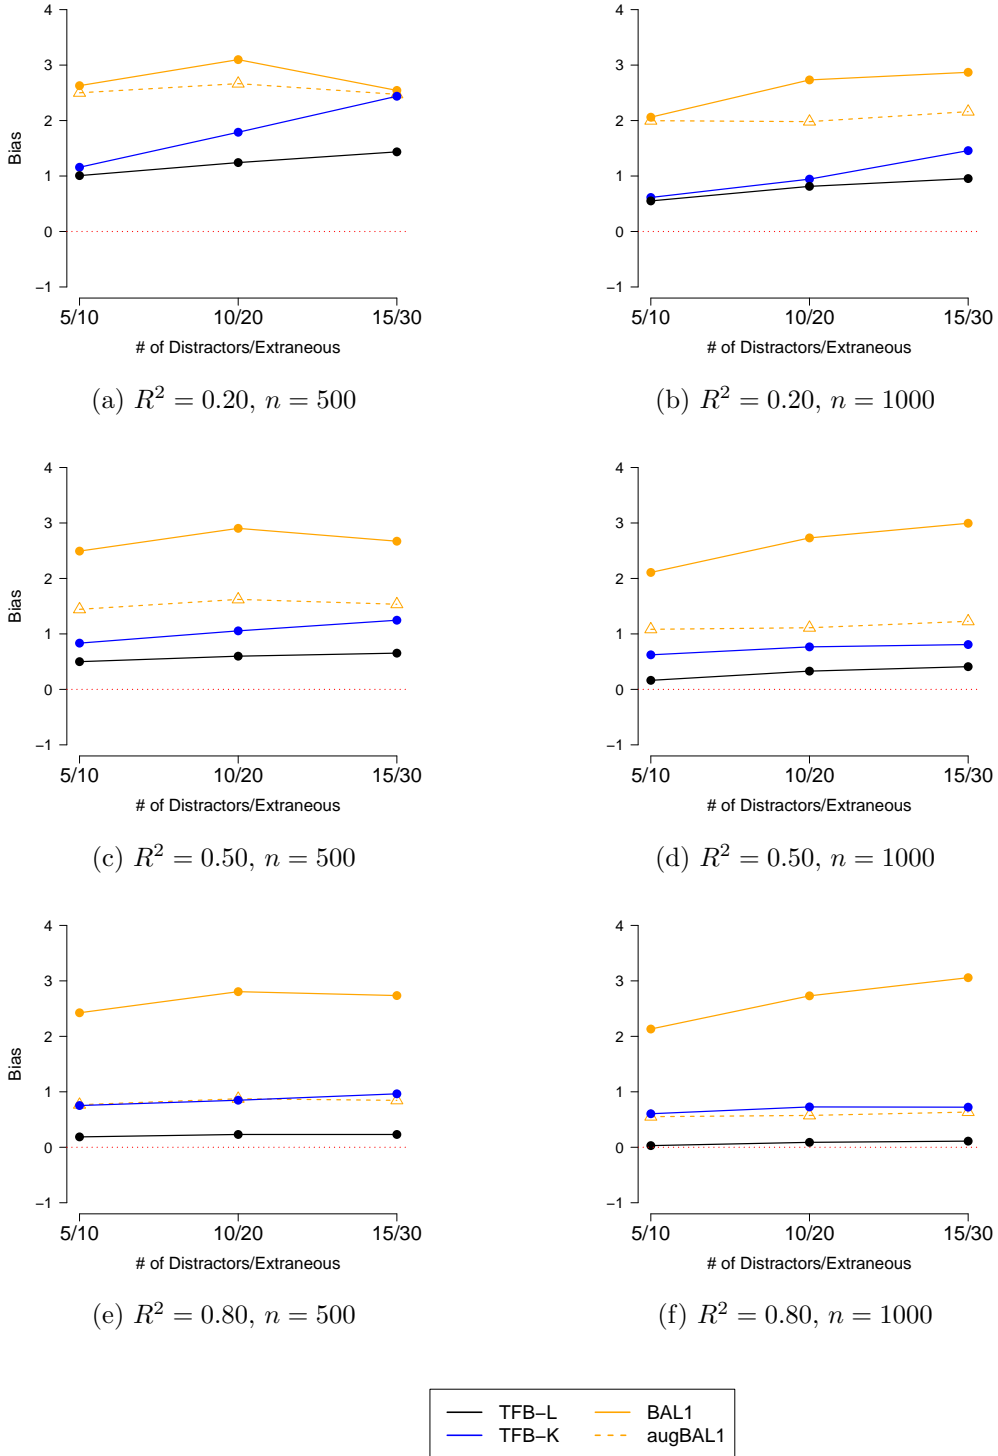 4
3
2
1
0
−1
Bias
5/10 10/20 15/30
# of Distractors/Extraneous
(a) R² = 0.20, n = 500
4
3
2
1
0
−1
5/10 10/20 15/30
# of Distractors/Extraneous
(b) R² = 0.20, n = 1000
4
3
2
1
0
−1
Bias
5/10 10/20 15/30
# of Distractors/Extraneous
(c) R² = 0.50, n = 500
4
3
2
1
0
−1
5/10 10/20 15/30
# of Distractors/Extraneous
(d) R² = 0.50, n = 1000
4
3
2
1
0
−1
Bias
5/10 10/20 15/30
# of Distractors/Extraneous
(e) R² = 0.80, n = 500
4
3
2
1
0
−1
5/10 10/20 15/30
# of Distractors/Extraneous
(f) R² = 0.80, n = 1000
TFB−L BAL1
TFB−K augBAL1